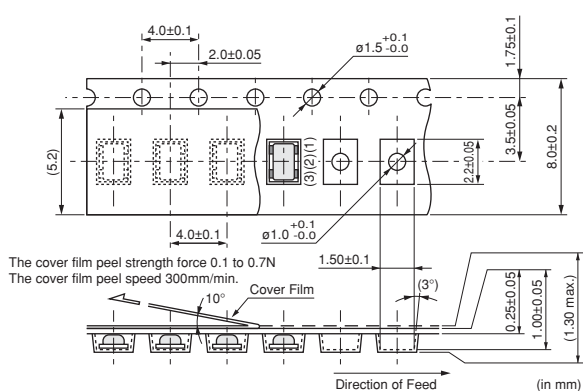 4.0±0.1
2.0±0.05
ø1.5 +0.1 -0.0
1.75±0.1
3.5±0.05
8.0±0.2
2.2±0.05
(5.2)
(3)(2)(1)
4.0±0.1
ø1.0 +0.1 -0.0
The cover film peel strength force 0.1 to 0.7N
The cover film peel speed 300mm/min.
1.50±0.1
10°
Cover Film
(3°)
0.25±0.05
1.00±0.05
(1.30 max.)
Direction of Feed
(in mm)